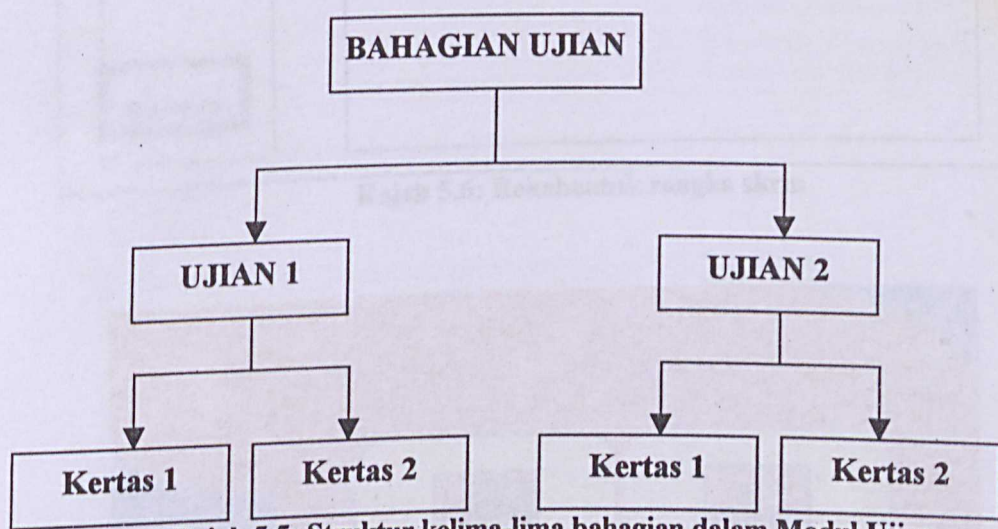 BAHAGIAN UJIAN
UJIAN 1
UJIAN 2
Kertas 1
Kertas 2
Kertas 1
Kertas 2
Struktur kelima-lima bahagian dalam Modul